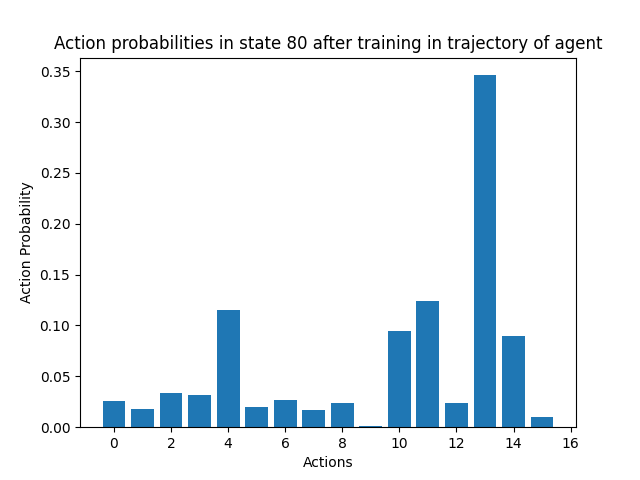 Action probabilities in state 80 after training in trajectory of agent
0.35
0.30
0.25
0.20
0.15
0.10
0.05
0.00
Action Probability
0 2 4 6 8 10 12 14 16
Actions